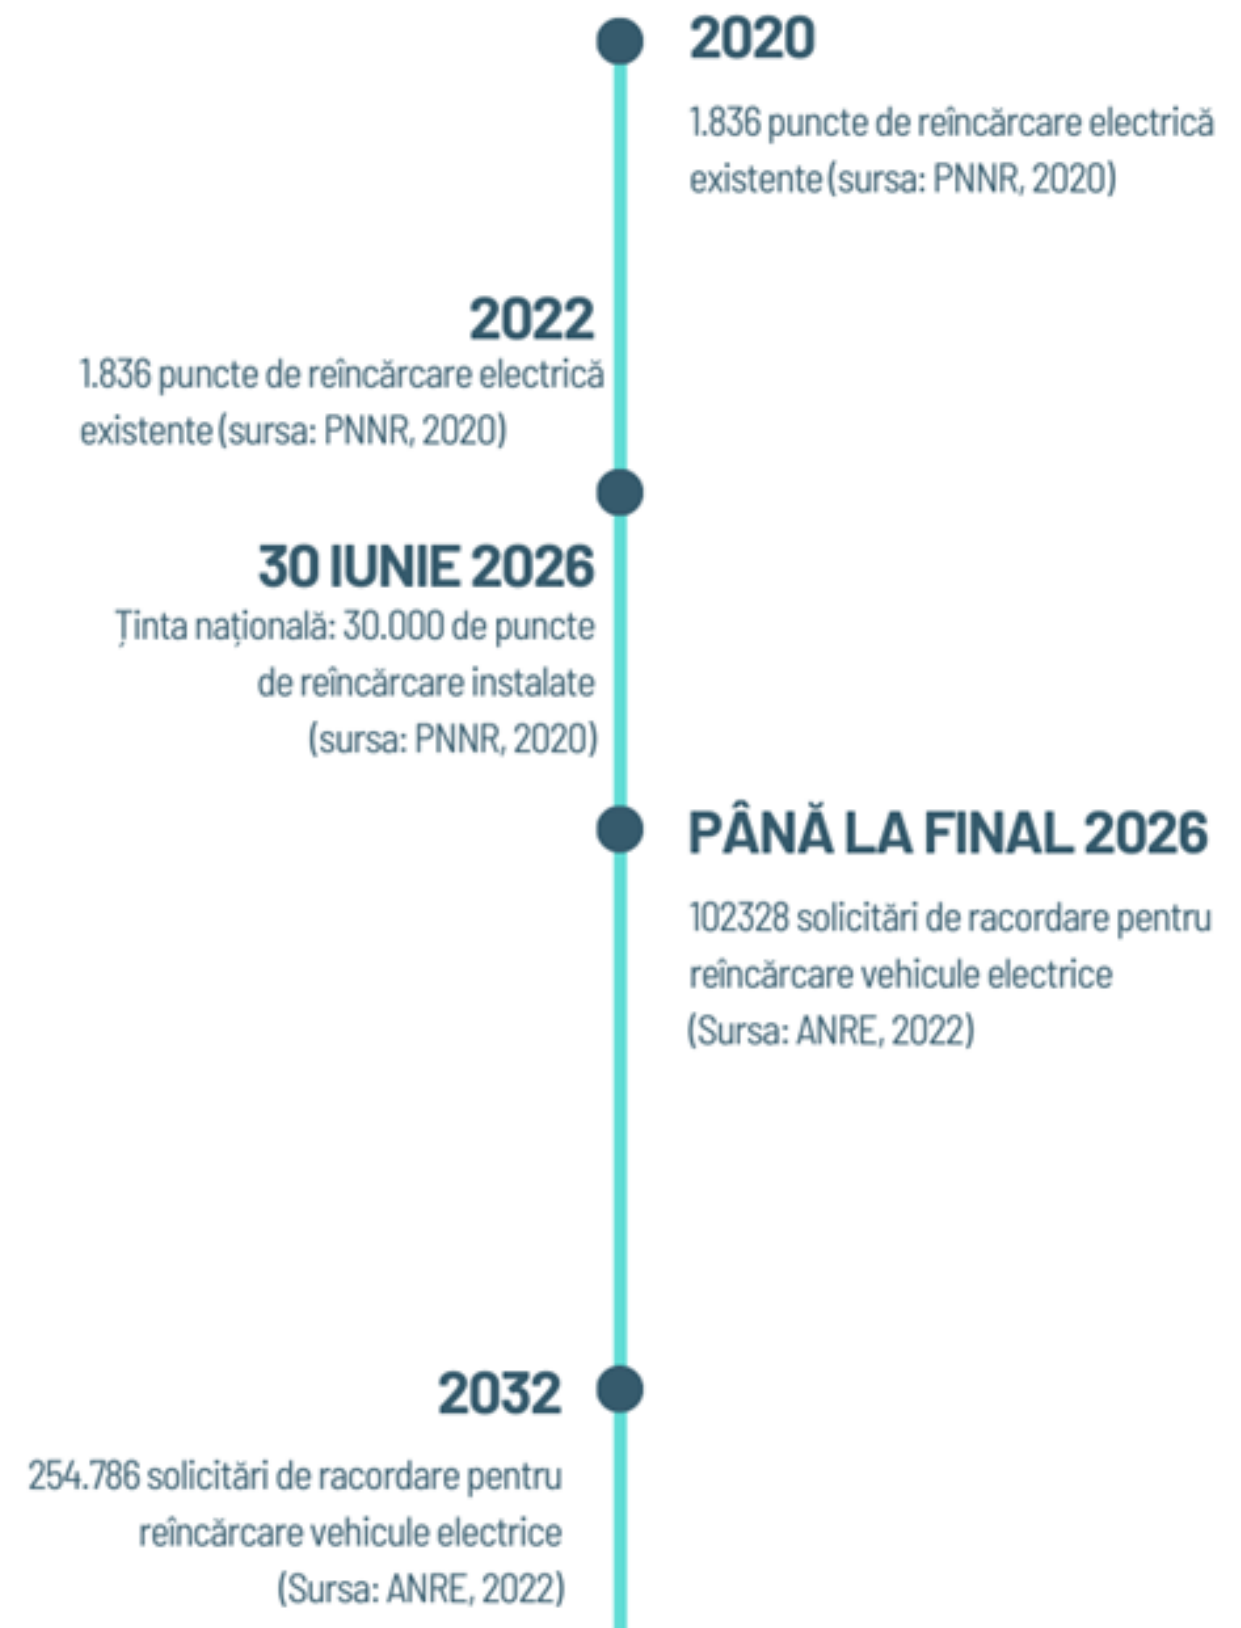 2020
1.836 puncte de reîncărcare electrică
existente (sursa: PNNR, 2020)
2022
1.836 puncte de reîncărcare electrică
existente (sursa: PNNR, 2020)
30 IUNIE 2026
Ținta națională: 30.000 de puncte
de reîncărcare instalate
(sursa: PNNR, 2020)
PÂNĂ LA FINAL 2026
102328 solicitări de racordare pentru
reîncărcare vehicule electrice
(Sursa: ANRE, 2022)
2032
254.786 solicitări de racordare pentru
reîncărcare vehicule electrice
(Sursa: ANRE, 2022)